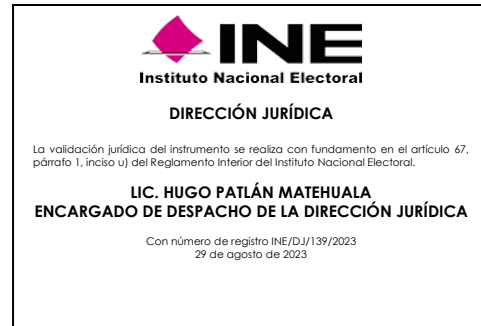 INE
Instituto Nacional Electoral
DIRECCIÓN JURÍDICA
La validación jurídica del instrumento se realiza con fundamento en el artículo 67,
párrafo 1, inciso u) del Reglamento Interior del Instituto Nacional Electoral.
LIC. HUGO PATLÁN MATEHUALA
ENCARGADO DE DESPACHO DE LA DIRECCIÓN JURÍDICA
Con número de registro INE/DJ/139/2023
29 de agosto de 2023